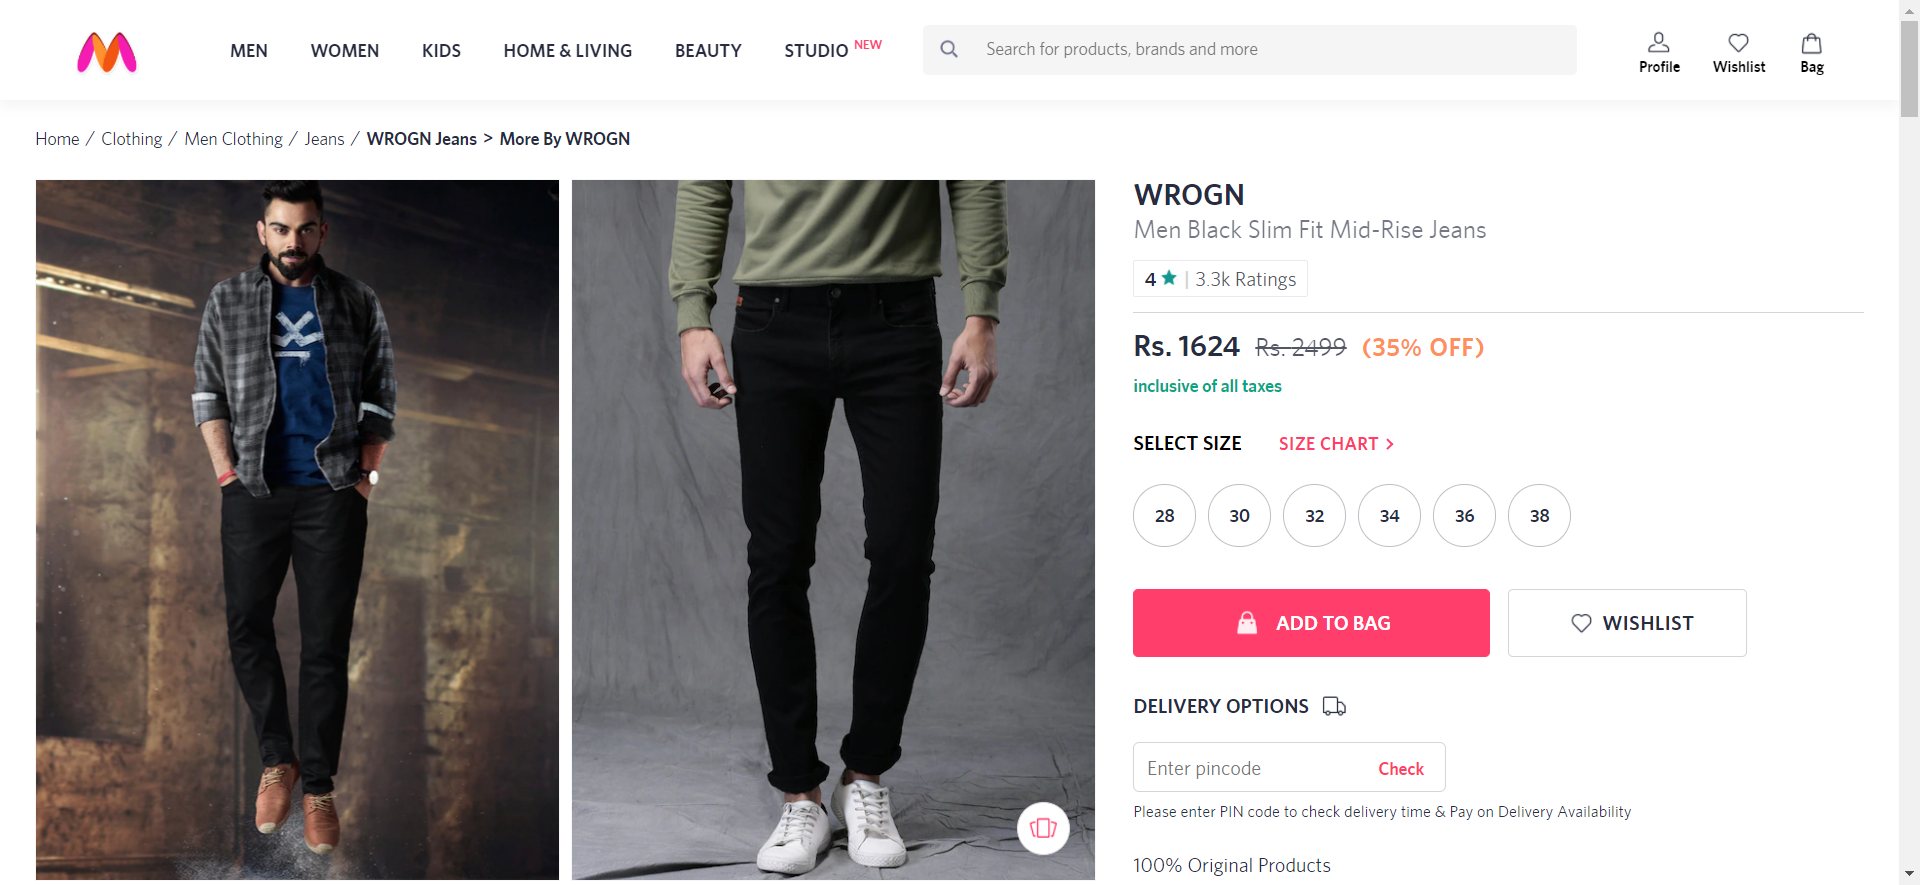 MEN WOMEN KIDS HOME & LIVING BEAUTY STUDIO NEW Search for products, brands and more Profile Wishlist Bag
Home / Clothing / Men Clothing / Jeans / WROGN Jeans > More By WROGN
WROGN
Men Black Slim Fit Mid-Rise Jeans
4 ★ | 3.3k Ratings
Rs. 1624 Rs. 2499 (35% OFF)
inclusive of all taxes
SELECT SIZE SIZE CHART >
28 30 32 34 36 38
ADD TO BAG WISHLIST
DELIVERY OPTIONS
Enter pincode Check
Please enter PIN code to check delivery time & Pay on Delivery Availability
100% Original Products